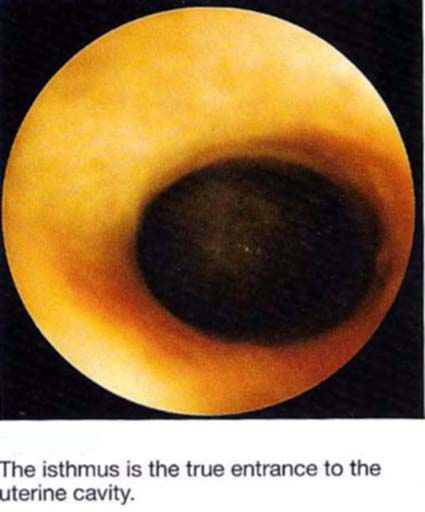 The isthmus is the true entrance to the
uterine cavity.